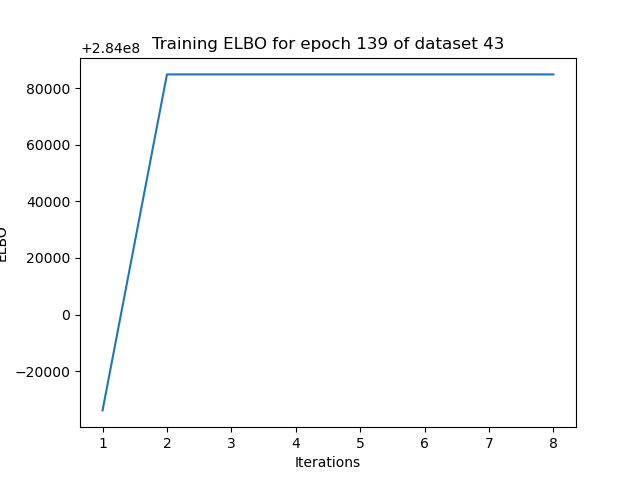 Training ELBO for epoch 139 of dataset 43
+2.84e8
80000
60000
40000
20000
0
−20000
ELBO
1 2 3 4 5 6 7 8
Iterations